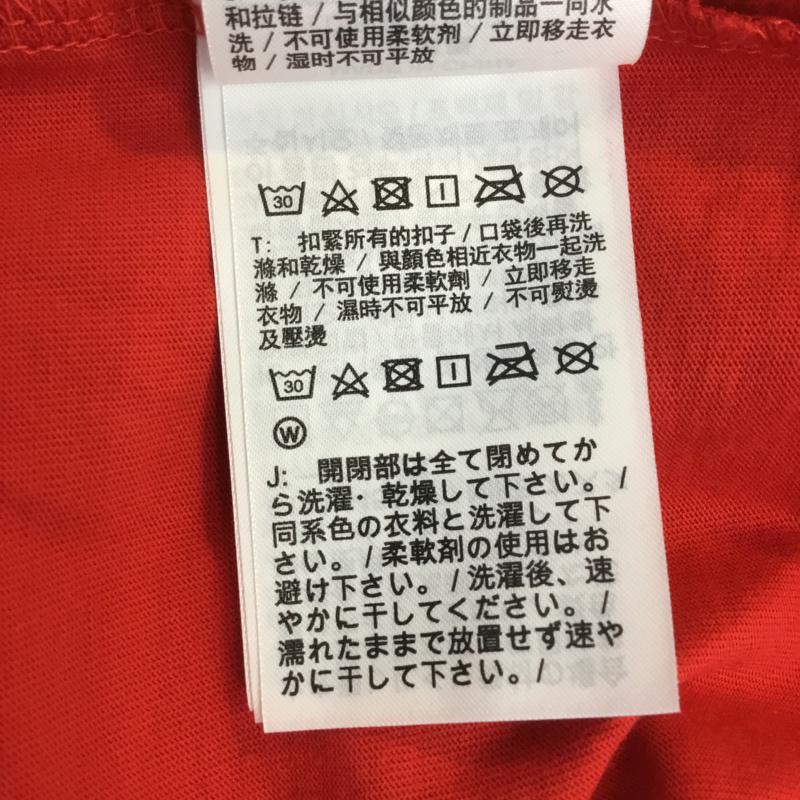 和拉链 / 与相似颜色的制品一同水
洗 / 不可使用柔软剂 / 立即移走衣
物 / 湿时不可平放
30
T: 扣緊所有的扣子 / 口袋後再洗
滌和乾燥 / 與顏色相近衣物一起洗
滌 / 不可使用柔軟劑 / 立即移走
衣物 / 濕時不可平放 / 不可熨燙
及壓燙
30
W
J: 開閉部は全て閉めてか
ら洗濯・乾燥して下さい。/
同系色の衣料と洗濯して下
さい。/柔軟剤の使用はお
避け下さい。/洗濯後、速
やかに干してください。/
濡れたままで放置せず速や
かに干して下さい。/